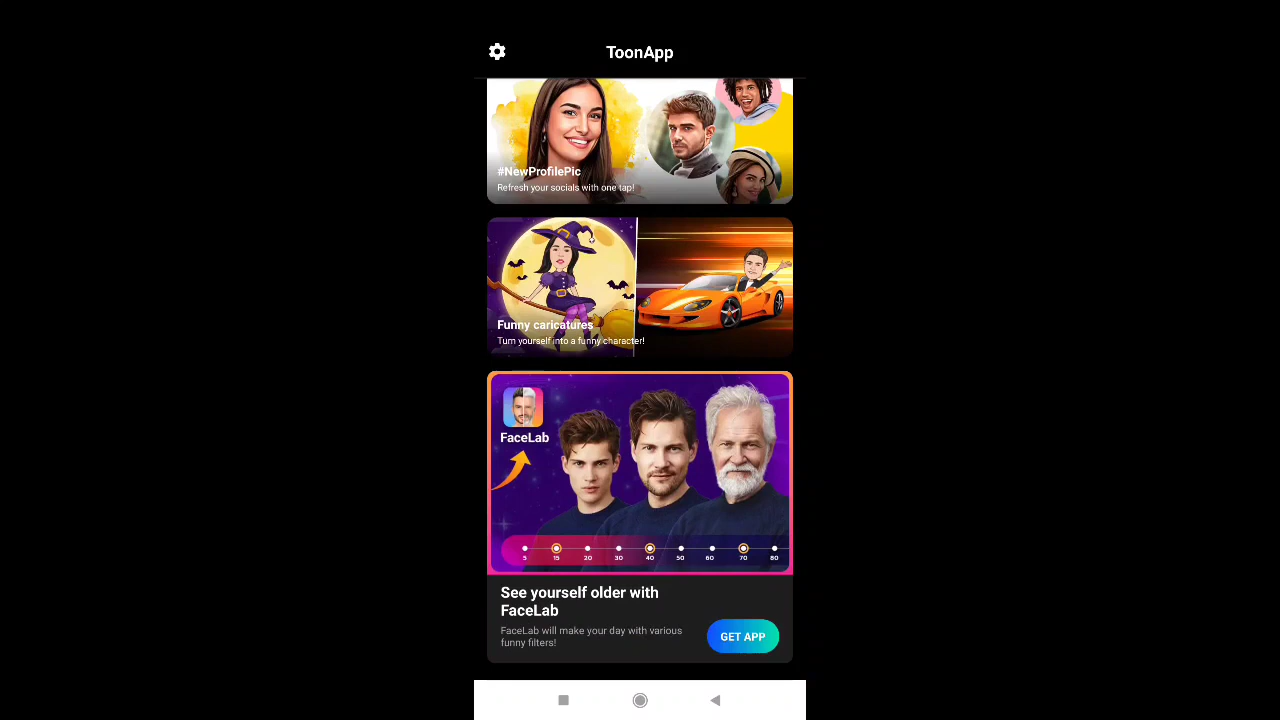 ToonApp
#NewProfilePic
Refresh your socials with one tap!
Funny caricatures
Turn yourself into a funny character!
FaceLab
5 15 20 30 40 50 60 70 80
See yourself older with
FaceLab
FaceLab will make your day with various
funny filters!
GET APP